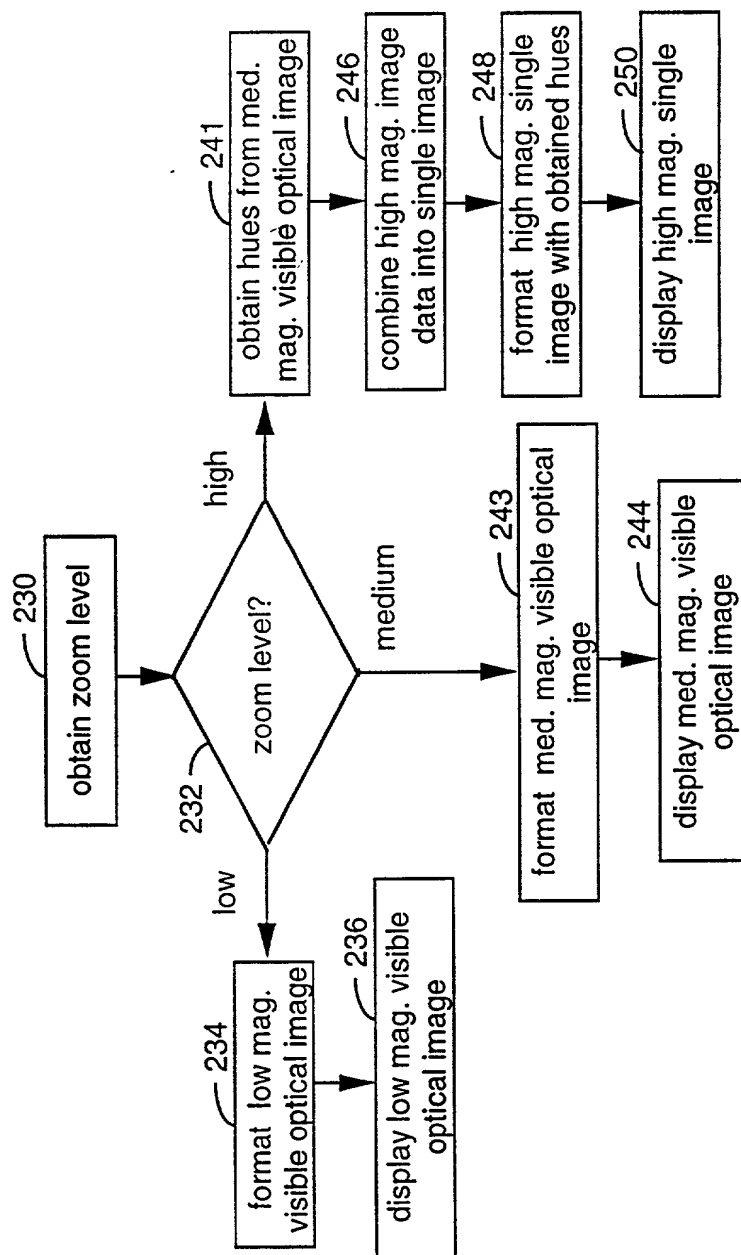 230
obtain zoom level
232
zoom level?
low
medium
high
234
format low mag.
visible optical image
236
display low mag. visible
optical image
243
format med. mag. visible optical
image
244
display med. mag. visible
optical image
241
obtain hues from med.
mag. visible optical image
246
combine high mag. image
data into single image
248
format high mag. single
image with obtained hues
250
display high mag. single
image